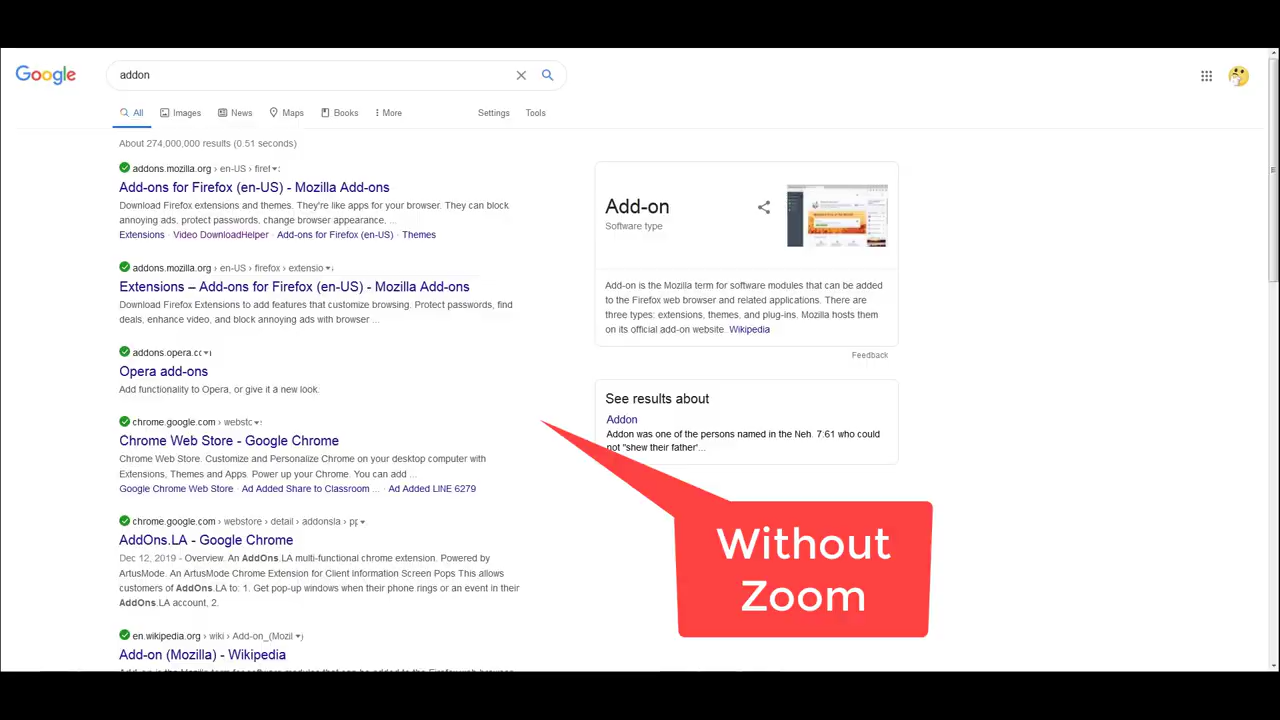 Google
addon
All Images News Maps Books More Settings Tools
About 274,000,000 results (0.51 seconds)
addons.mozilla.org › en-US › firef
Add-ons for Firefox (en-US) - Mozilla Add-ons
Download Firefox extensions and themes. They're like apps for your browser. They can block
annoying ads, protect passwords, change browser appearance, ...
Extensions · Video DownloadHelper · Add-ons for Firefox (en-US) · Themes
addons.mozilla.org › en-US › firefox › extensio
Extensions – Add-ons for Firefox (en-US) - Mozilla Add-ons
Download Firefox Extensions to add features that customize browsing. Protect passwords, find
deals, enhance video, and block annoying ads with browser ...
addons.opera.cc
Opera add-ons
Add functionality to Opera, or give it a new look.
chrome.google.com › webstc
Chrome Web Store - Google Chrome
Chrome Web Store. Customize and Personalize Chrome on your desktop computer with
Extensions, Themes and Apps. Power up your Chrome. You can add ...
Google Chrome Web Store · Ad Added Share to Classroom ... · Ad Added LINE 6279
chrome.google.com › webstore › detail › addonsla › pp
AddOns.LA - Google Chrome
Dec 12, 2019 - Overview. An AddOns.LA multi-functional chrome extension. Powered by
ArtusMode. An ArtusMode Chrome Extension for Client Information Screen Pops This allows
customers of AddOns.LA to: 1. Get pop-up windows when their phone rings or an event in their
AddOns.LA account, 2.
en.wikipedia.org › wiki › Add-on_(Mozil
Add-on (Mozilla) - Wikipedia
Add-on
Software type
Add-on is the Mozilla term for software modules that can be added
to the Firefox web browser and related applications. There are
three types: extensions, themes, and plug-ins. Mozilla hosts them
on its official add-on website. Wikipedia
Feedback
See results about
Addon
Addon was one of the persons named in the Neh. 7:61 who could
not "shew their father'...
Without
Zoom